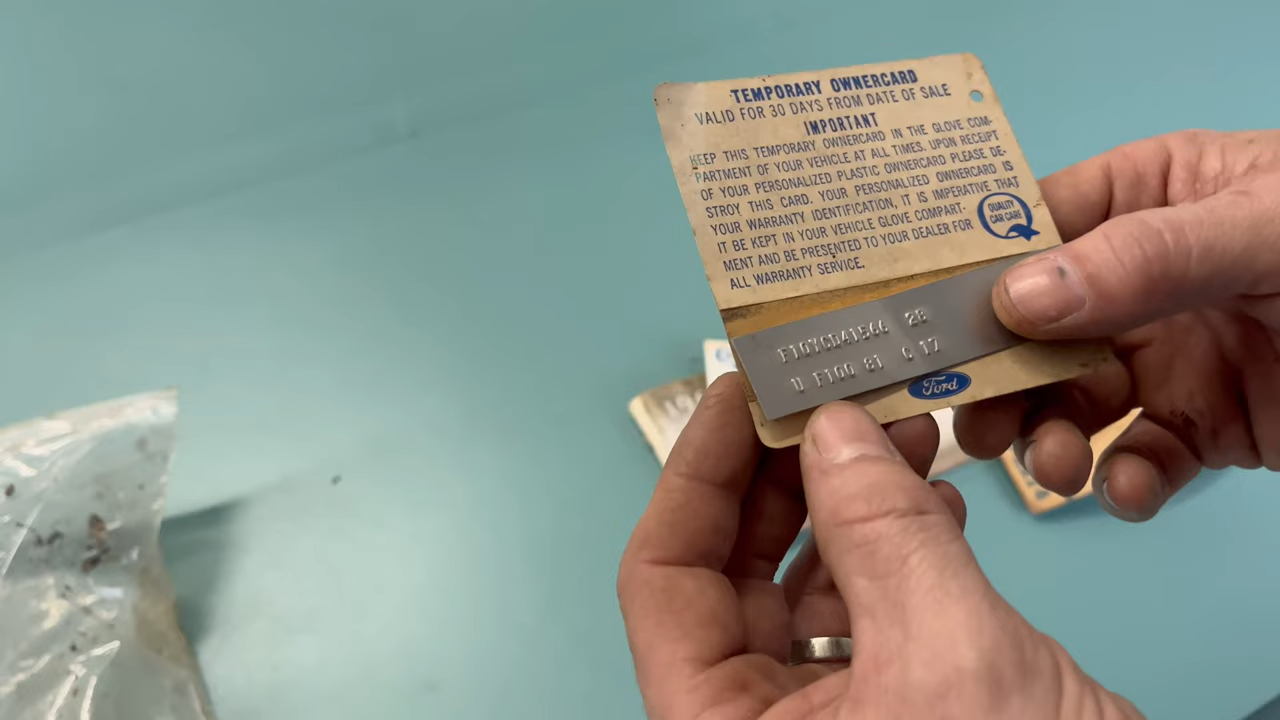 TEMPORARY OWNERCARD
VALID FOR 30 DAYS FROM DATE OF SALE
IMPORTANT
KEEP THIS TEMPORARY OWNERCARD IN THE GLOVE COM-
PARTMENT OF YOUR VEHICLE AT ALL TIMES. UPON RECEIPT
OF YOUR PERSONALIZED PLASTIC OWNERCARD PLEASE DE-
STROY THIS CARD. YOUR PERSONALIZED OWNERCARD IS
YOUR WARRANTY IDENTIFICATION, IT IS IMPERATIVE THAT
IT BE KEPT IN YOUR VEHICLE GLOVE COMPART-
MENT AND BE PRESENTED TO YOUR DEALER FOR
ALL WARRANTY SERVICE.
QUALITY
CAR CARE
F10YCD41566 28
U F100 81 G 17
Ford